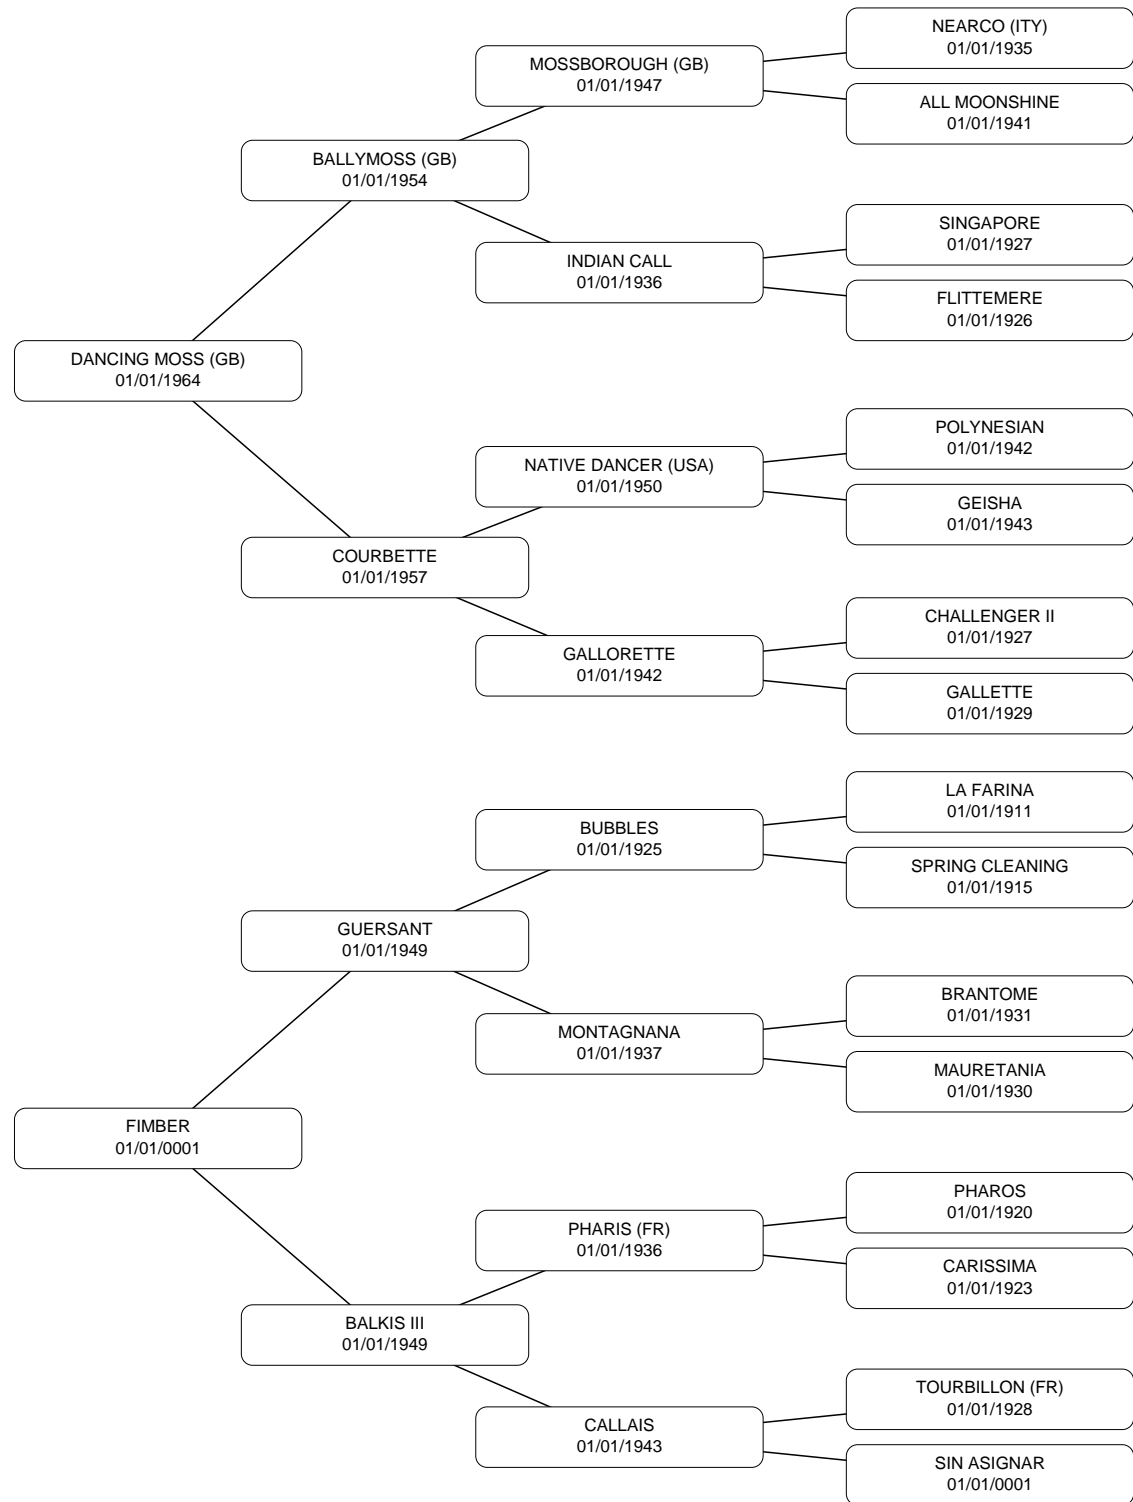 NEARCO (ITY)
01/01/1935
MOSSBOROUGH (GB)
01/01/1947
ALL MOONSHINE
01/01/1941
BALLYMOSS (GB)
01/01/1954
SINGAPORE
01/01/1927
INDIAN CALL
01/01/1936
FLITTEMERE
01/01/1926
DANCING MOSS (GB)
01/01/1964
POLYNESIAN
01/01/1942
NATIVE DANCER (USA)
01/01/1950
GEISHA
01/01/1943
COURBETTE
01/01/1957
CHALLENGER II
01/01/1927
GALLORETTE
01/01/1942
GALLETTE
01/01/1929
LA FARINA
01/01/1911
BUBBLES
01/01/1925
SPRING CLEANING
01/01/1915
GUERSANT
01/01/1949
BRANTOME
01/01/1931
MONTAGNANA
01/01/1937
MAURETANIA
01/01/1930
FIMBER
01/01/0001
PHAROS
01/01/1920
PHARIS (FR)
01/01/1936
CARISSIMA
01/01/1923
BALKIS III
01/01/1949
TOURBILLON (FR)
01/01/1928
CALLAIS
01/01/1943
SIN ASIGNAR
01/01/0001